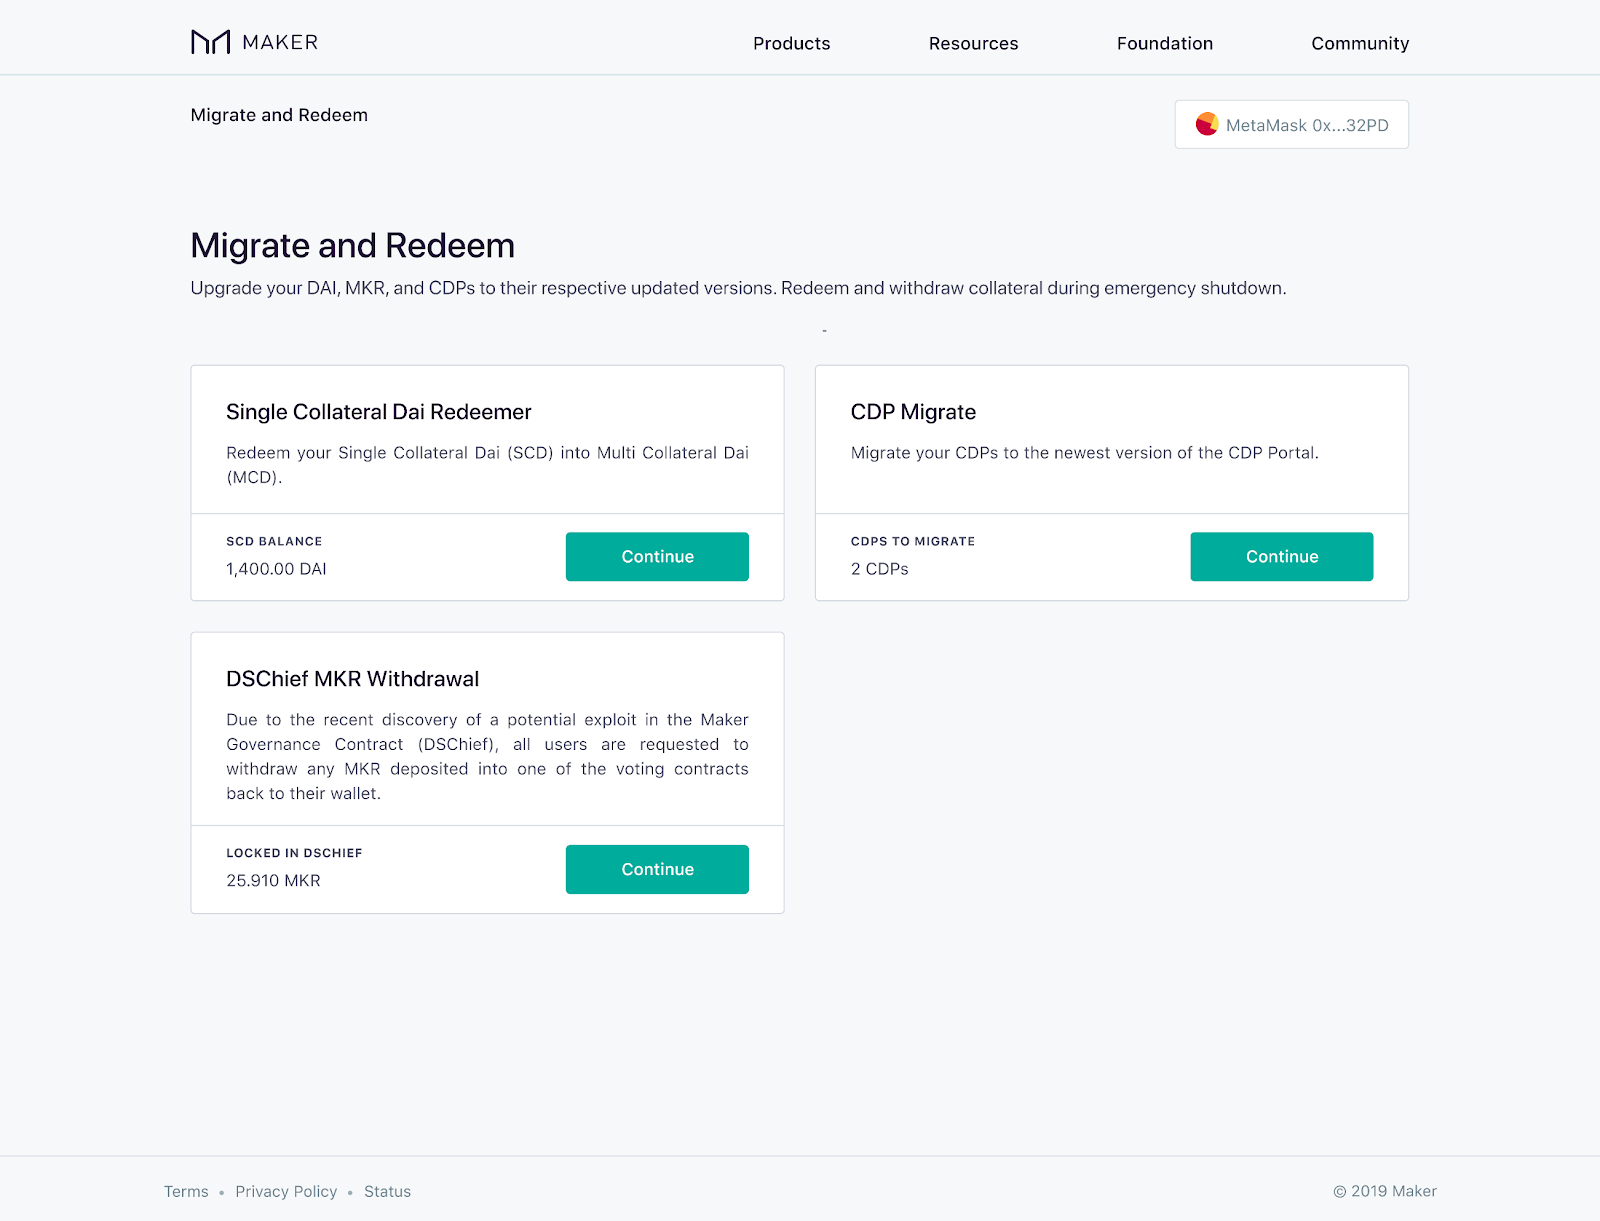 MAKER
Products Resources Foundation Community
Migrate and Redeem
MetaMask 0x...32PD
Migrate and Redeem
Upgrade your DAI, MKR, and CDPs to their respective updated versions. Redeem and withdraw collateral during emergency shutdown.
-
Single Collateral Dai Redeemer
Redeem your Single Collateral Dai (SCD) into Multi Collateral Dai
(MCD).
SCD BALANCE
1,400.00 DAI
Continue
CDP Migrate
Migrate your CDPs to the newest version of the CDP Portal.
CDPS TO MIGRATE
2 CDPs
Continue
DSChief MKR Withdrawal
Due to the recent discovery of a potential exploit in the Maker
Governance Contract (DSChief), all users are requested to
withdraw any MKR deposited into one of the voting contracts
back to their wallet.
LOCKED IN DSCHIEF
25.910 MKR
Continue
Terms • Privacy Policy • Status
© 2019 Maker